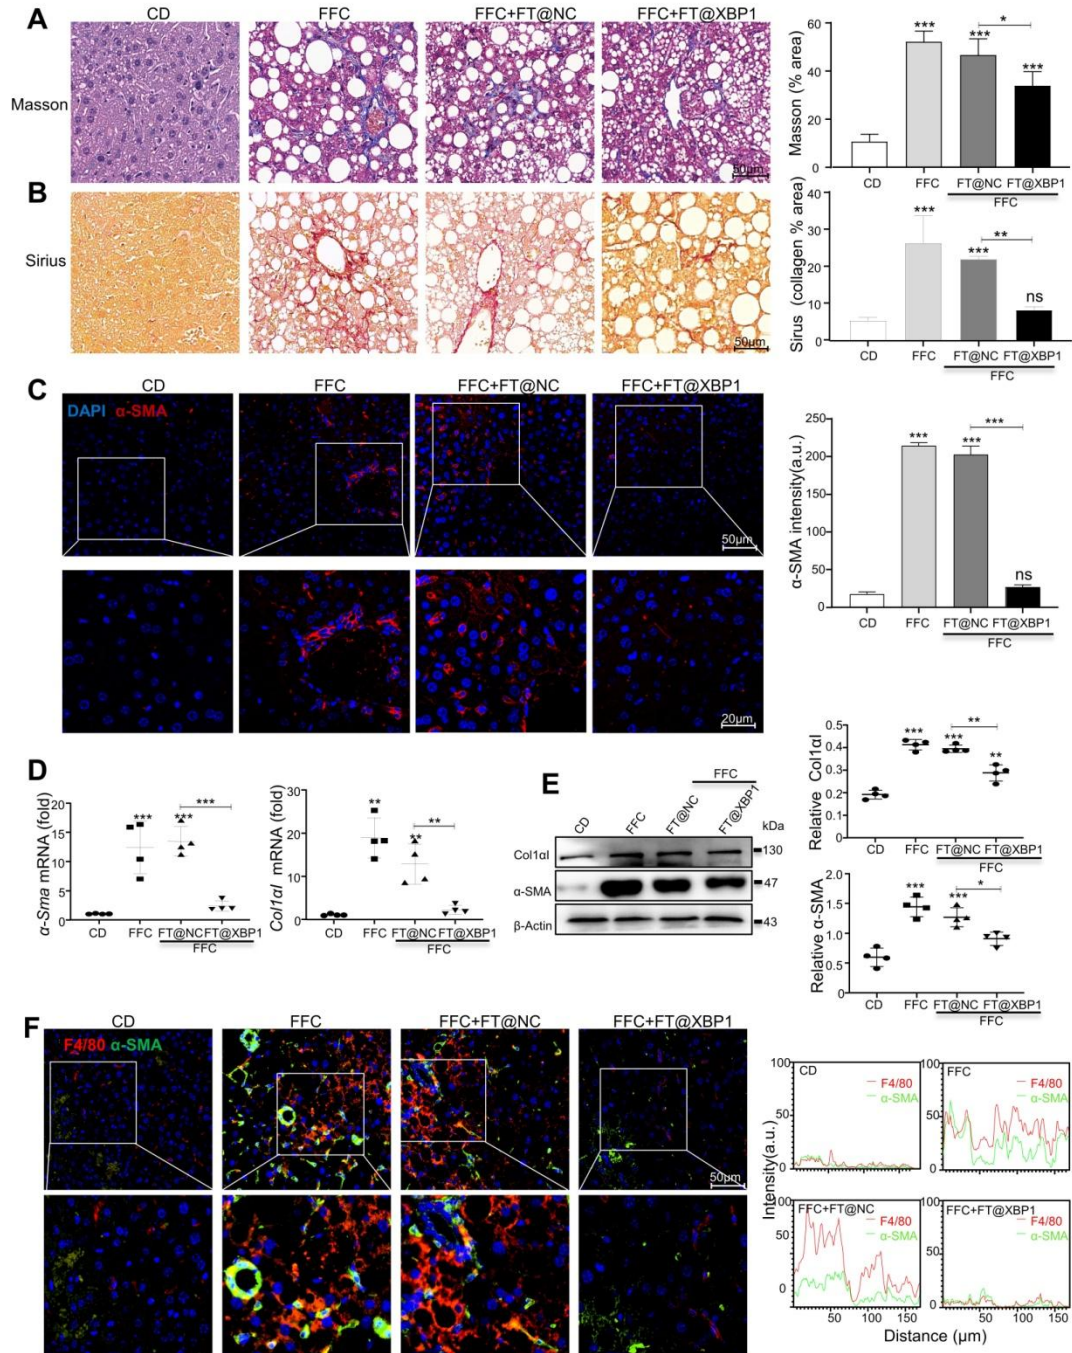 A
CD
FFC
FFC+FT@NC
FFC+FT@XBP1
Masson
50μm
Masson (% area)
60
40
20
0
***
***
***
*
CD
FFC
FT@NC
FT@XBP1
FFC
B
Sirius
50μm
Sirus (collagen % area)
40
30
20
10
0
***
***
**
ns
CD
FFC
FT@NC
FT@XBP1
FFC
C
CD
FFC
FFC+FT@NC
FFC+FT@XBP1
DAPI α-SMA
50μm
20μm
α-SMA intensity(a.u.)
250
200
150
100
50
0
***
***
***
ns
CD
FFC
FT@NC
FT@XBP1
FFC
D
α-Sma mRNA (fold)
20
15
10
5
0
***
***
***
CD
FFC
FT@NC
FT@XBP1
FFC
Col1αI mRNA (fold)
30
20
10
0
**
**
**
CD
FFC
FT@NC
FT@XBP1
FFC
E
FFC
CD
FFC
FT@NC
FT@XBP1
kDa
Col1αI
130
α-SMA
47
β-Actin
43
Relative Col1αI
0.5
0.4
0.3
0.2
0.1
0
***
***
**
**
CD
FFC
FT@NC
FT@XBP1
FFC
Relative α-SMA
2.0
1.5
1.0
0.5
0.0
***
***
*
CD
FFC
FT@NC
FT@XBP1
FFC
F
CD
FFC
FFC+FT@NC
FFC+FT@XBP1
F4/80 α-SMA
50μm
Intensity(a.u.)
100
50
0
CD
F4/80
α-SMA
100
50
0
FFC
F4/80
α-SMA
100
50
0
FFC+FT@NC
F4/80
α-SMA
50
100
150
100
50
0
FFC+FT@XBP1
F4/80
α-SMA
0
50
100
150
Distance (μm)